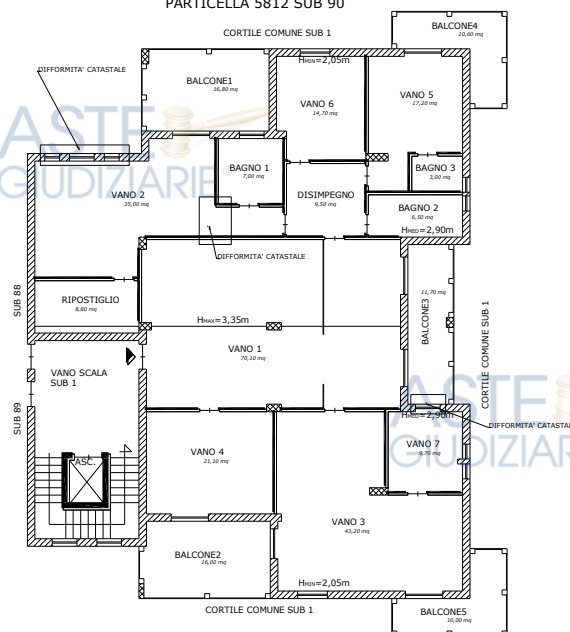 PARTICELLA 5812 SUB 90
BALCONE4
10,60 mq
CORTILE COMUNE SUB 1
HMIN=2,05m
DIFFORMITA' CATASTALE
BALCONE1
16,80 mq
VANO 6
14,70 mq
VANO 5
17,20 mq
ASTE
GIUDIZIARIE®
BAGNO 1
7,00 mq
BAGNO 3
3,00 mq
VANO 2
35,00 mq
DISIMPEGNO
9,50 mq
BAGNO 2
6,50 mq
HMED=2,90m
DIFFORMITA' CATASTALE
SUB 88
RIPOSTIGLIO
8,80 mq
HMAX=3,35m
BALCONE3
11,70 mq
CORTILE COMUNE SUB 1
VANO 1
70,10 mq
VANO SCALA
SUB 1
SUB 89
HMED=2,90m
ASTE
GIUDIZIARI
DIFFORMITA' CATASTAL
VANO 4
21,10 mq
VANO 7
9,70 mq
ASC.
VANO 3
43,20 mq
BALCONE2
16,00 mq
HMIN=2,05m
CORTILE COMUNE SUB 1
BALCONE5
10,00 mq